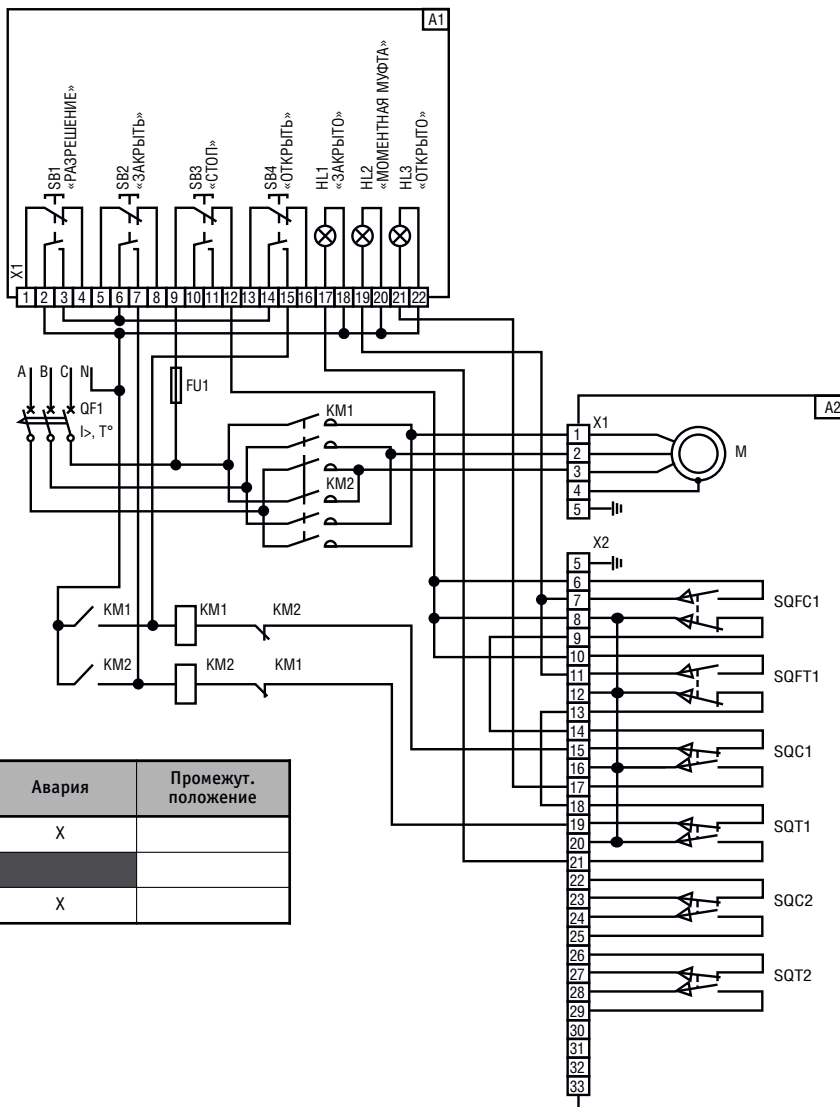 A1
SB1
«РАЗРЕШЕНИЕ»
SB2
«ЗАКРЫТЬ»
SB3
«СТОП»
SB4
«ОТКРЫТЬ»
HL1
«ЗАКРЫТО»
HL2
«МОМЕНТНАЯ МУФТА»
HL3
«ОТКРЫТО»
X1
1 2 3 4 5 6 7 8 9 10 11 12 13 14 15 16 17 18 19 20 21 22
A B C N
QF1
I>, T°
FU1
KM1
KM2
A2
X1
1
2
3
4
5
M
X2
5
6
7
8
9
10
11
12
13
14
15
16
17
18
19
20
21
22
23
24
25
26
27
28
29
30
31
32
33
SQFC1
SQFT1
SQC1
SQT1
SQC2
SQT2
KM1 KM1 KM2
KM2 KM2 KM1
Авария Промежут.
положение
X
X